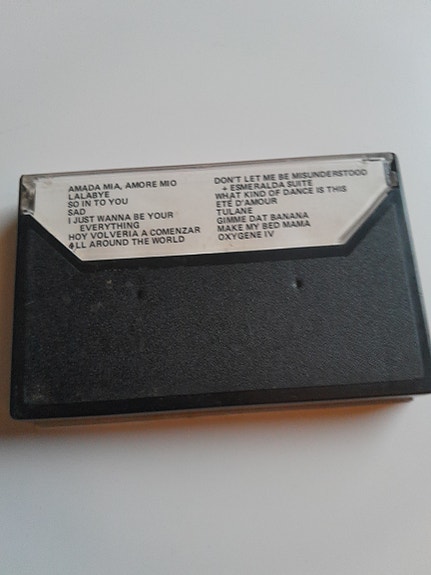 AMADA MIA, AMORE MIO
LALABYE
SO IN TO YOU
SAD
I JUST WANNA BE YOUR
EVERYTHING
HOY VOLVERIA A COMENZAR
ALL AROUND THE WORLD
DON'T LET ME BE MISUNDERSTOOD
+ ESMERALDA SUITE
WHAT KIND OF DANCE IS THIS
ETÉ D'AMOUR
TULANE
GIMME DAT BANANA
MAKE MY BED MAMA
OXYGENE IV